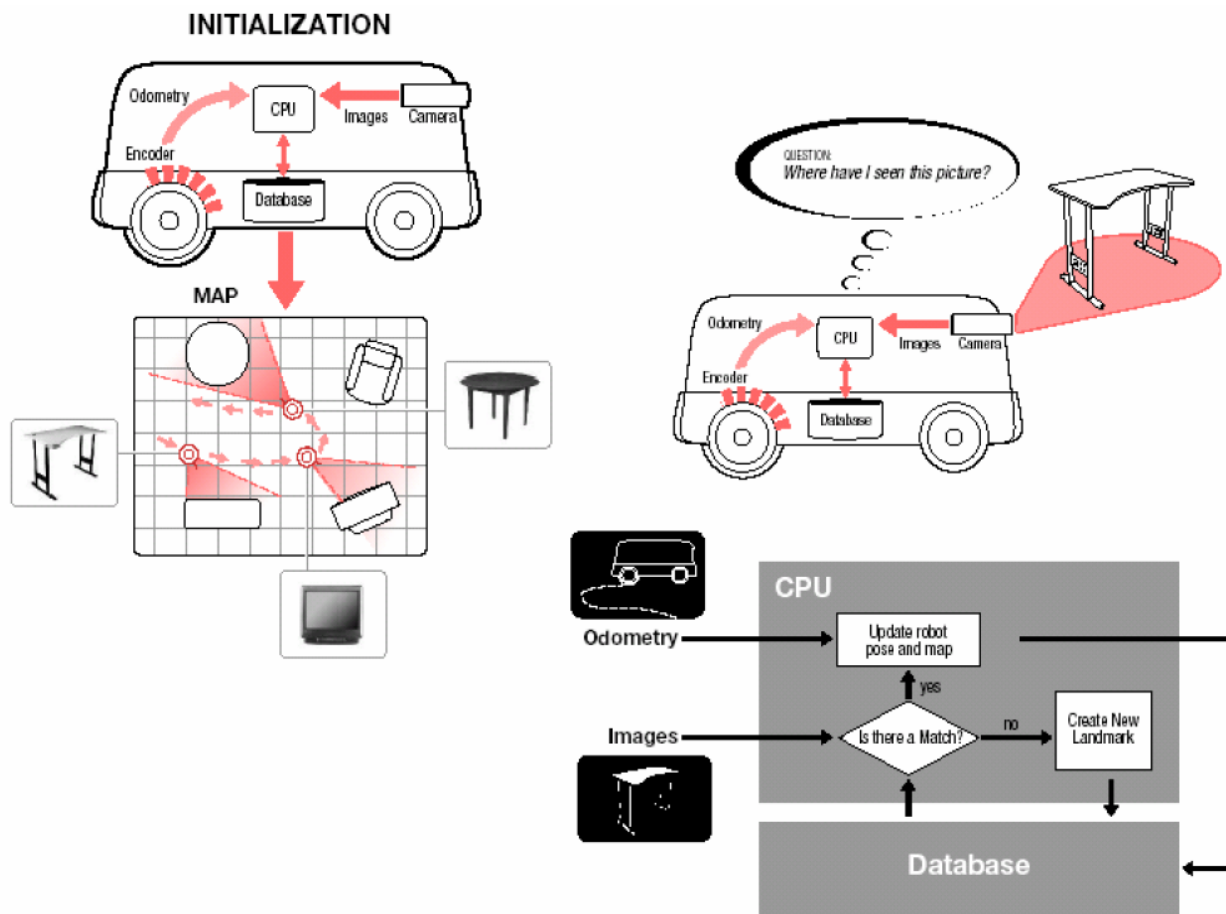 INITIALIZATION
Odometry
CPU
Images
Camera
Encoder
Database
MAP
QUESTION:
Where have I seen this picture?
Odometry
CPU
Images
Camera
Encoder
Database
CPU
Odometry
Update robot
pose and map
yes
Images
Is there a Match?
no
Create New
Landmark
Database